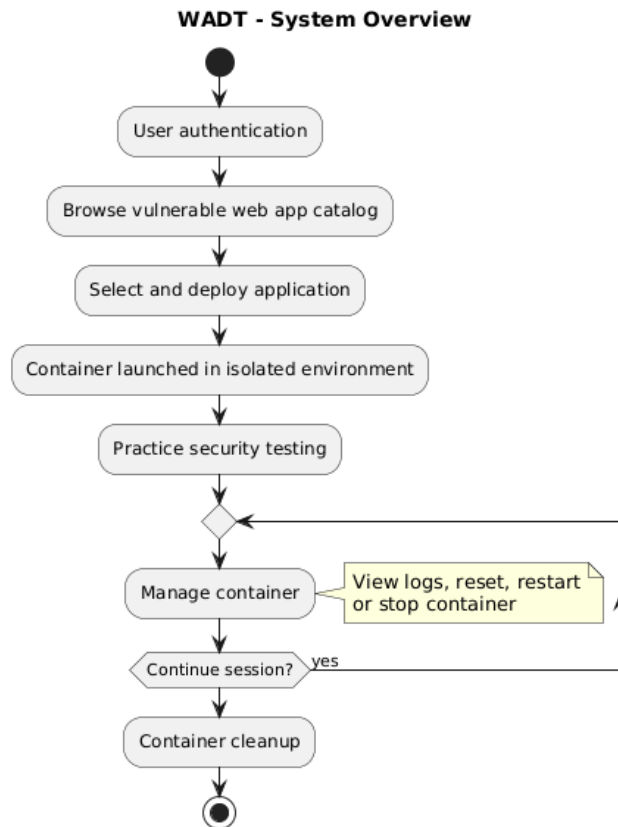 WADT - System Overview
User authentication
Browse vulnerable web app catalog
Select and deploy application
Container launched in isolated environment
Practice security testing
Manage container
View logs, reset, restart
or stop container
Continue session?
yes
Container cleanup